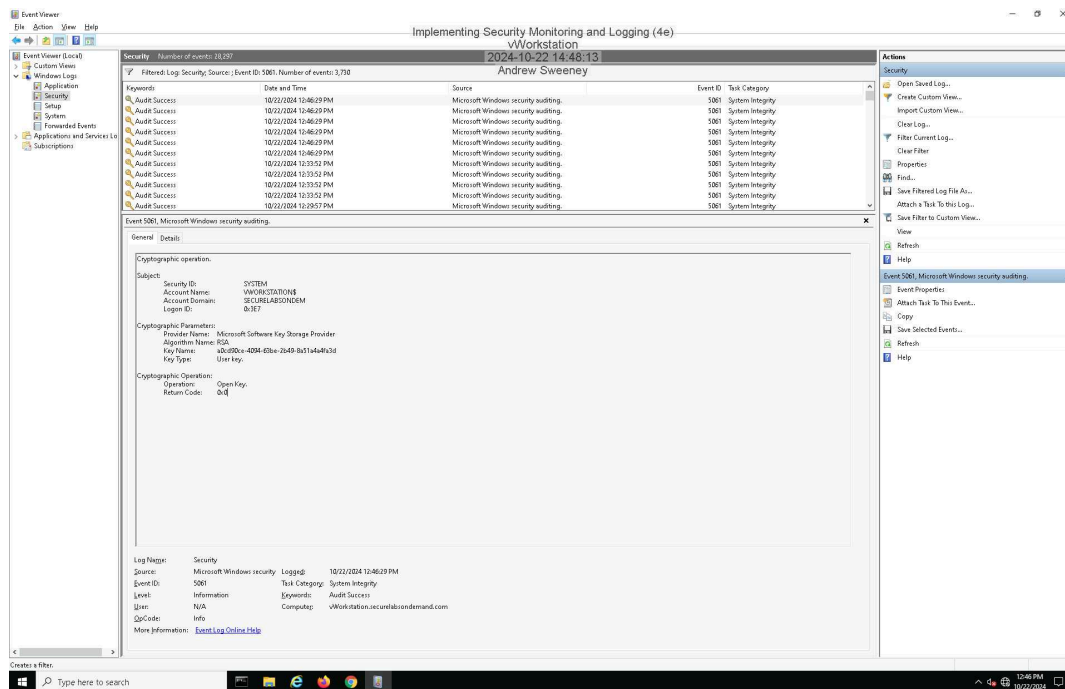 Event Viewer
File Action View Help
Implementing Security Monitoring and Logging (4e)
vWorkstation
2024-10-22 14:48:13
Andrew Sweeney
Event Viewer (Local)
Custom Views
Windows Logs
Application
Security
Setup
System
Forwarded Events
Applications and Services Lo
Subscriptions
Security Number of events: 28,297
Filtered: Log: Security; Source: ; Event ID: 5061. Number of events: 3,730
Keywords Date and Time Source Event ID Task Category
Audit Success 10/22/2024 12:46:29 PM Microsoft Windows security auditing. 5061 System Integrity
Audit Success 10/22/2024 12:46:29 PM Microsoft Windows security auditing. 5061 System Integrity
Audit Success 10/22/2024 12:46:29 PM Microsoft Windows security auditing. 5061 System Integrity
Audit Success 10/22/2024 12:46:29 PM Microsoft Windows security auditing. 5061 System Integrity
Audit Success 10/22/2024 12:46:29 PM Microsoft Windows security auditing. 5061 System Integrity
Audit Success 10/22/2024 12:46:29 PM Microsoft Windows security auditing. 5061 System Integrity
Audit Success 10/22/2024 12:33:52 PM Microsoft Windows security auditing. 5061 System Integrity
Audit Success 10/22/2024 12:33:52 PM Microsoft Windows security auditing. 5061 System Integrity
Audit Success 10/22/2024 12:33:52 PM Microsoft Windows security auditing. 5061 System Integrity
Audit Success 10/22/2024 12:33:52 PM Microsoft Windows security auditing. 5061 System Integrity
Audit Success 10/22/2024 12:29:57 PM Microsoft Windows security auditing. 5061 System Integrity
Event 5061, Microsoft Windows security auditing.
General Details
Cryptographic operation.
Subject:
Security ID: SYSTEM
Account Name: VWORKSTATION$
Account Domain: SECURELABSONDEM
Logon ID: 0x3E7
Cryptographic Parameters:
Provider Name: Microsoft Software Key Storage Provider
Algorithm Name: RSA
Key Name: a0cd90ce-4094-63be-2b49-8a51a4a4fa3d
Key Type: User key.
Cryptographic Operation:
Operation: Open Key.
Return Code: 0x0
Log Name: Security
Source: Microsoft Windows security Logged: 10/22/2024 12:46:29 PM
Event ID: 5061 Task Category: System Integrity
Level: Information Keywords: Audit Success
User: N/A Computer: vWorkstation.securelabsondemand.com
OpCode: Info
More Information: Event Log Online Help
Actions
Security
Open Saved Log...
Create Custom View...
Import Custom View...
Clear Log...
Filter Current Log...
Clear Filter
Properties
Find...
Save Filtered Log File As...
Attach a Task To this Log...
Save Filter to Custom View...
View
Refresh
Help
Event 5061, Microsoft Windows security auditing.
Event Properties
Attach Task To This Event...
Copy
Save Selected Events...
Refresh
Help
Creates a filter.
Type here to search
12:46 PM
10/22/2024